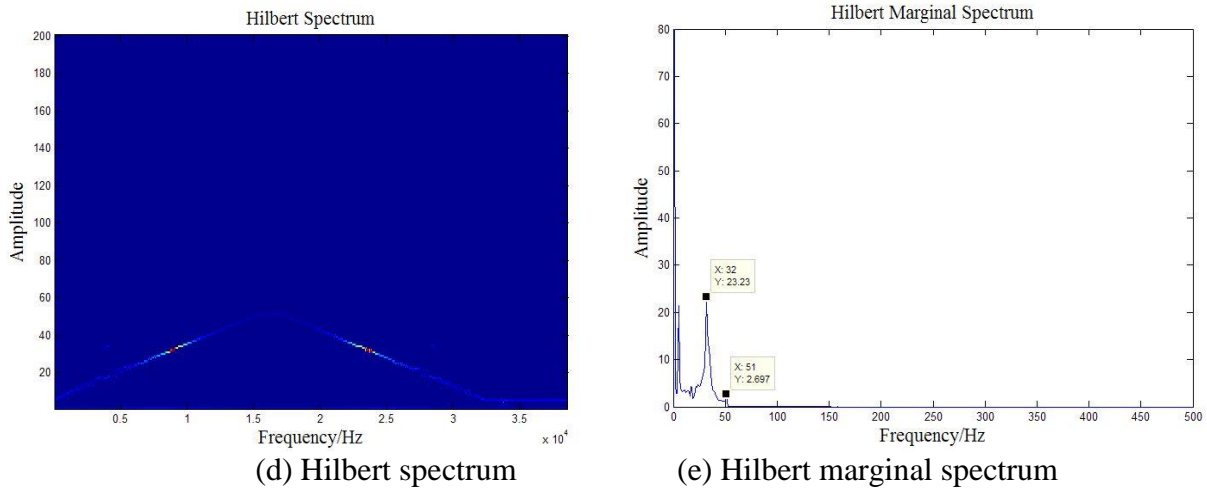 Hilbert Spectrum
200
180
160
140
120
100
80
60
40
20
Amplitude
0.5
1
1.5
2
2.5
3
3.5
x 10⁴
Frequency/Hz
(d) Hilbert spectrum
Hilbert Marginal Spectrum
80
70
60
50
40
30
20
10
0
Amplitude
X: 32
Y: 23.23
X: 51
Y: 2.697
0
50
100
150
200
250
300
350
400
450
500
Frequency/Hz
(e) Hilbert marginal spectrum